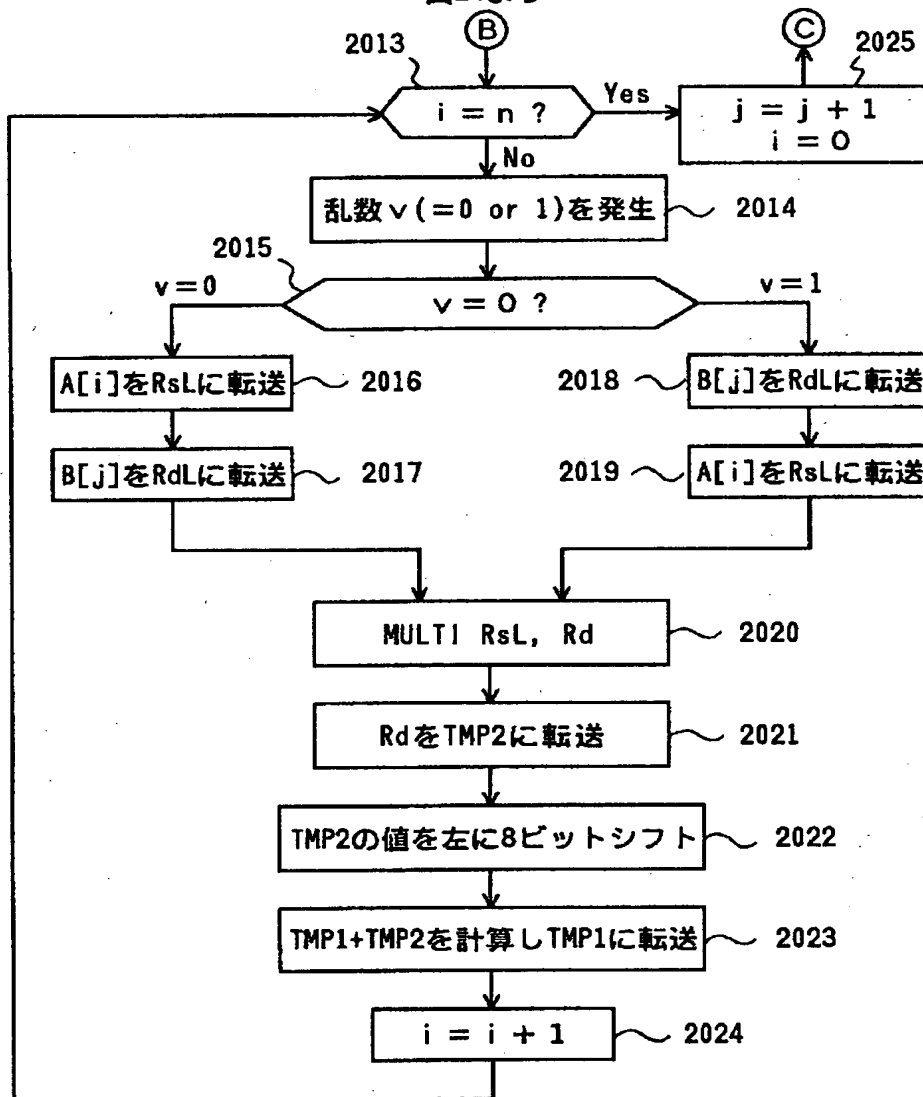 B
C
2013
2025
i = n ?
Yes
j = j + 1
i = 0
No
乱数v(=0 or 1)を発生
2014
2015
v=0
v = 0 ?
v=1
A[i]をRsLに転送
2016
2018
B[j]をRdLに転送
B[j]をRdLに転送
2017
2019
A[i]をRsLに転送
MULTI RsL, Rd
2020
RdをTMP2に転送
2021
TMP2の値を左に8ビットシフト
2022
TMP1+TMP2を計算しTMP1に転送
2023
i = i + 1
2024